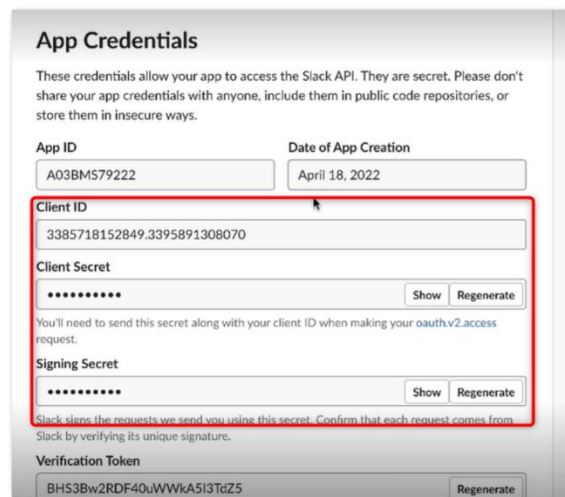 App Credentials
These credentials allow your app to access the Slack API. They are secret. Please don't
share your app credentials with anyone, include them in public code repositories, or
store them in insecure ways.
App ID
Date of App Creation
A03BMS79222
April 18, 2022
Client ID
3385718152849.3395891308070
Client Secret
••••••••••
Show
Regenerate
You'll need to send this secret along with your client ID when making your oauth.v2.access
request.
Signing Secret
••••••••••
Show
Regenerate
Slack signs the requests we send you using this secret. Confirm that each request comes from
Slack by verifying its unique signature.
Verification Token
BHS3Bw2RDF40uWWkA5I3TdZ5
Regenerate